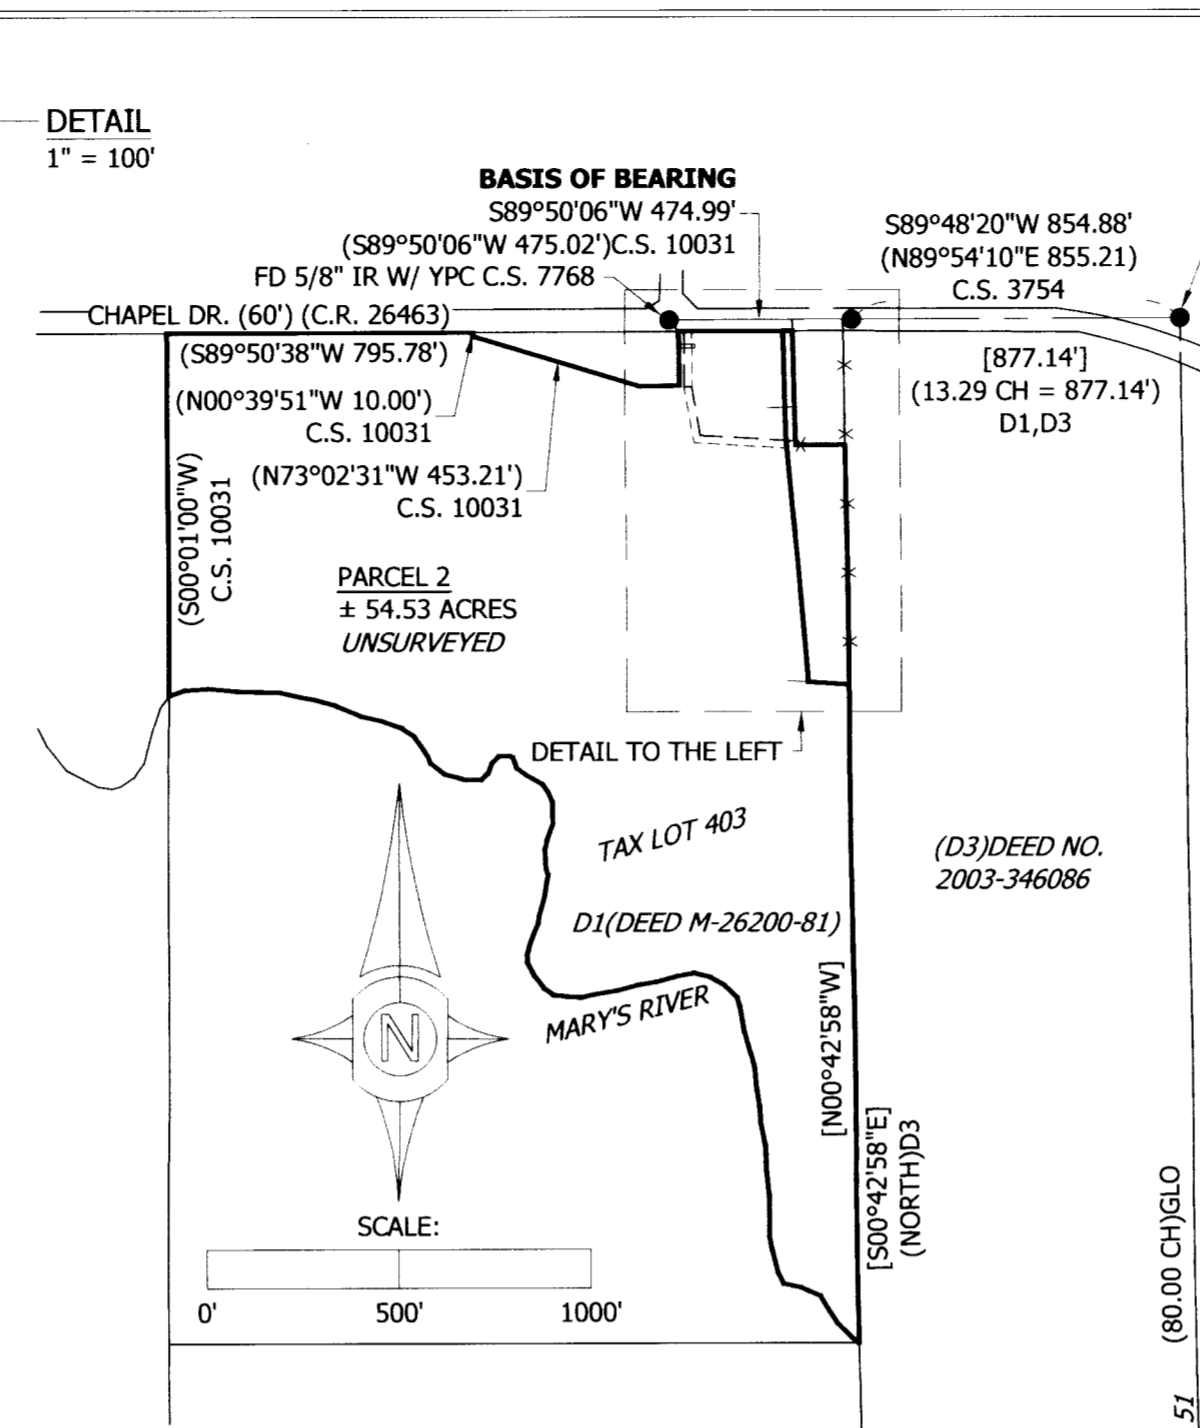 DETAIL
1" = 100'
BASIS OF BEARING
S89°50'06"W 474.99'
(S89°50'06"W 475.02')C.S. 10031
FD 5/8" IR W/ YPC C.S. 7768
S89°48'20"W 854.88'
(N89°54'10"E 855.21)
C.S. 3754
CHAPEL DR. (60') (C.R. 26463)
(S89°50'38"W 795.78')
(N00°39'51"W 10.00')
C.S. 10031
(N73°02'31"W 453.21')
C.S. 10031
[877.14']
(13.29 CH = 877.14')
D1,D3
(S00°01'00"W)
C.S. 10031
PARCEL 2
± 54.53 ACRES
UNSURVEYED
DETAIL TO THE LEFT
TAX LOT 403
(D3)DEED NO.
2003-346086
D1(DEED M-26200-81)
MARY'S RIVER
[N00°42'58"W]
[S00°42'58"E]
(NORTH)D3
(80.00 CH)GLO
51
N
SCALE:
0' 500' 1000'